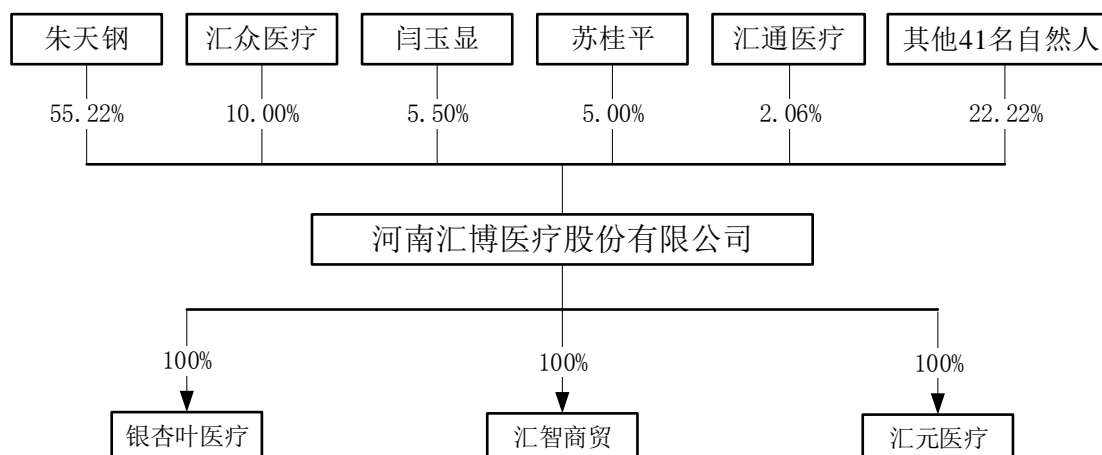 朱天钢 汇众医疗 闫玉显 苏桂平 汇通医疗 其他41名自然人
55.22% 10.00% 5.50% 5.00% 2.06% 22.22%
河南汇博医疗股份有限公司
100% 100% 100%
银杏叶医疗 汇智商贸 汇元医疗